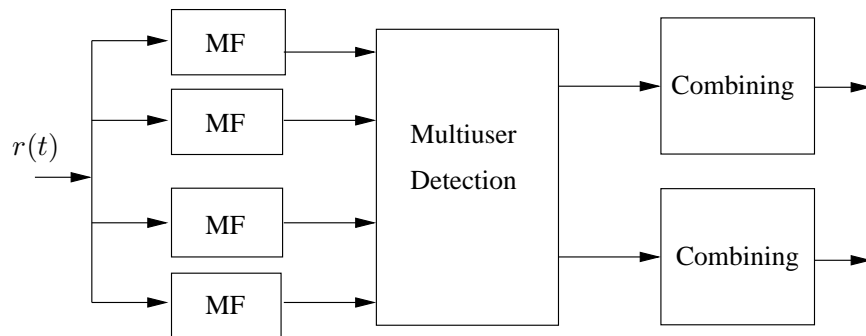 MF
MF
r(t)
MF
MF
Multiuser
Detection
Combining
Combining